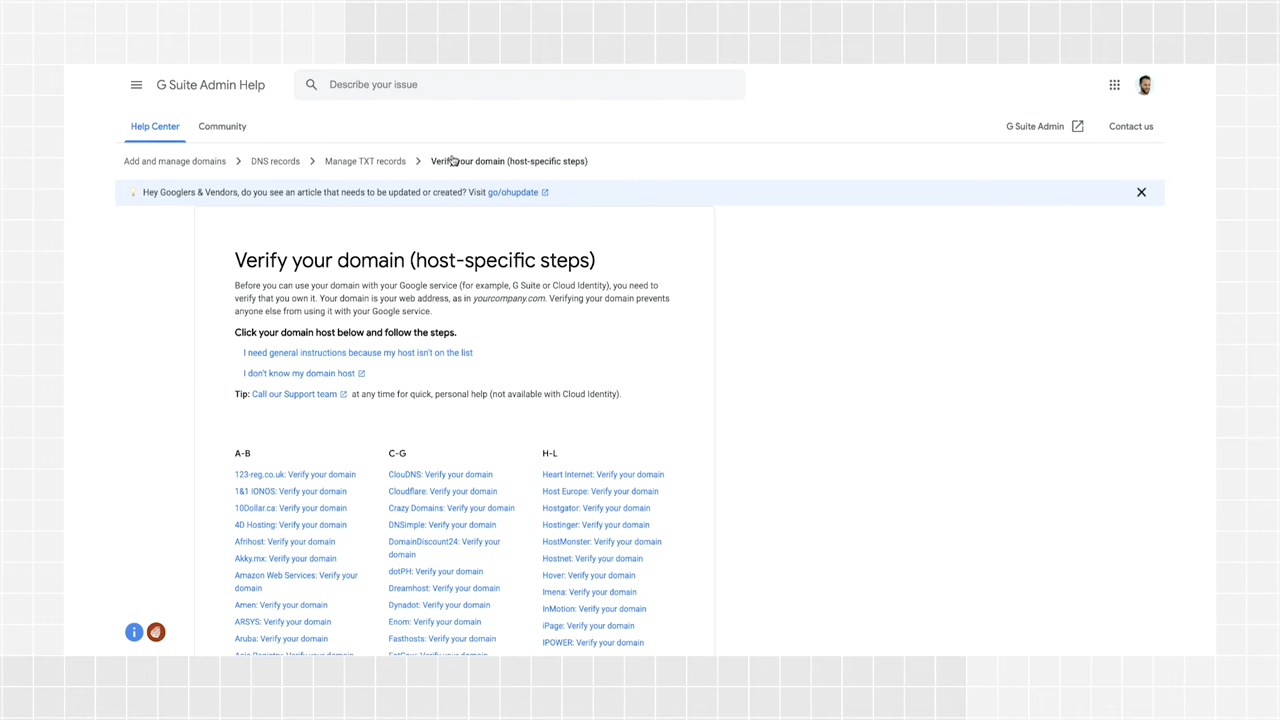 G Suite Admin Help
Describe your issue
Help Center
Community
G Suite Admin
Contact us
Add and manage domains
DNS records
Manage TXT records
Verify your domain (host-specific steps)
Hey Googlers & Vendors, do you see an article that needs to be updated or created? Visit go/ohupdate
Verify your domain (host-specific steps)
Before you can use your domain with your Google service (for example, G Suite or Cloud Identity), you need to
verify that you own it. Your domain is your web address, as in yourcompany.com. Verifying your domain prevents
anyone else from using it with your Google service.
Click your domain host below and follow the steps.
I need general instructions because my host isn't on the list
I don't know my domain host
Tip: Call our Support team at any time for quick, personal help (not available with Cloud Identity).
A-B
123-reg.co.uk: Verify your domain
1&1 IONOS: Verify your domain
10Dollar.ca: Verify your domain
4D Hosting: Verify your domain
Afrihost: Verify your domain
Akky.mx: Verify your domain
Amazon Web Services: Verify your
domain
Amen: Verify your domain
ARSYS: Verify your domain
Aruba: Verify your domain
C-G
ClouDNS: Verify your domain
Cloudflare: Verify your domain
Crazy Domains: Verify your domain
DNSimple: Verify your domain
DomainDiscount24: Verify your
domain
dotPH: Verify your domain
Dreamhost: Verify your domain
Dynadot: Verify your domain
Enom: Verify your domain
Fasthosts: Verify your domain
H-L
Heart Internet: Verify your domain
Host Europe: Verify your domain
Hostgator: Verify your domain
Hostinger: Verify your domain
HostMonster: Verify your domain
Hostnet: Verify your domain
Hover: Verify your domain
Imena: Verify your domain
InMotion: Verify your domain
iPage: Verify your domain
IPOWER: Verify your domain